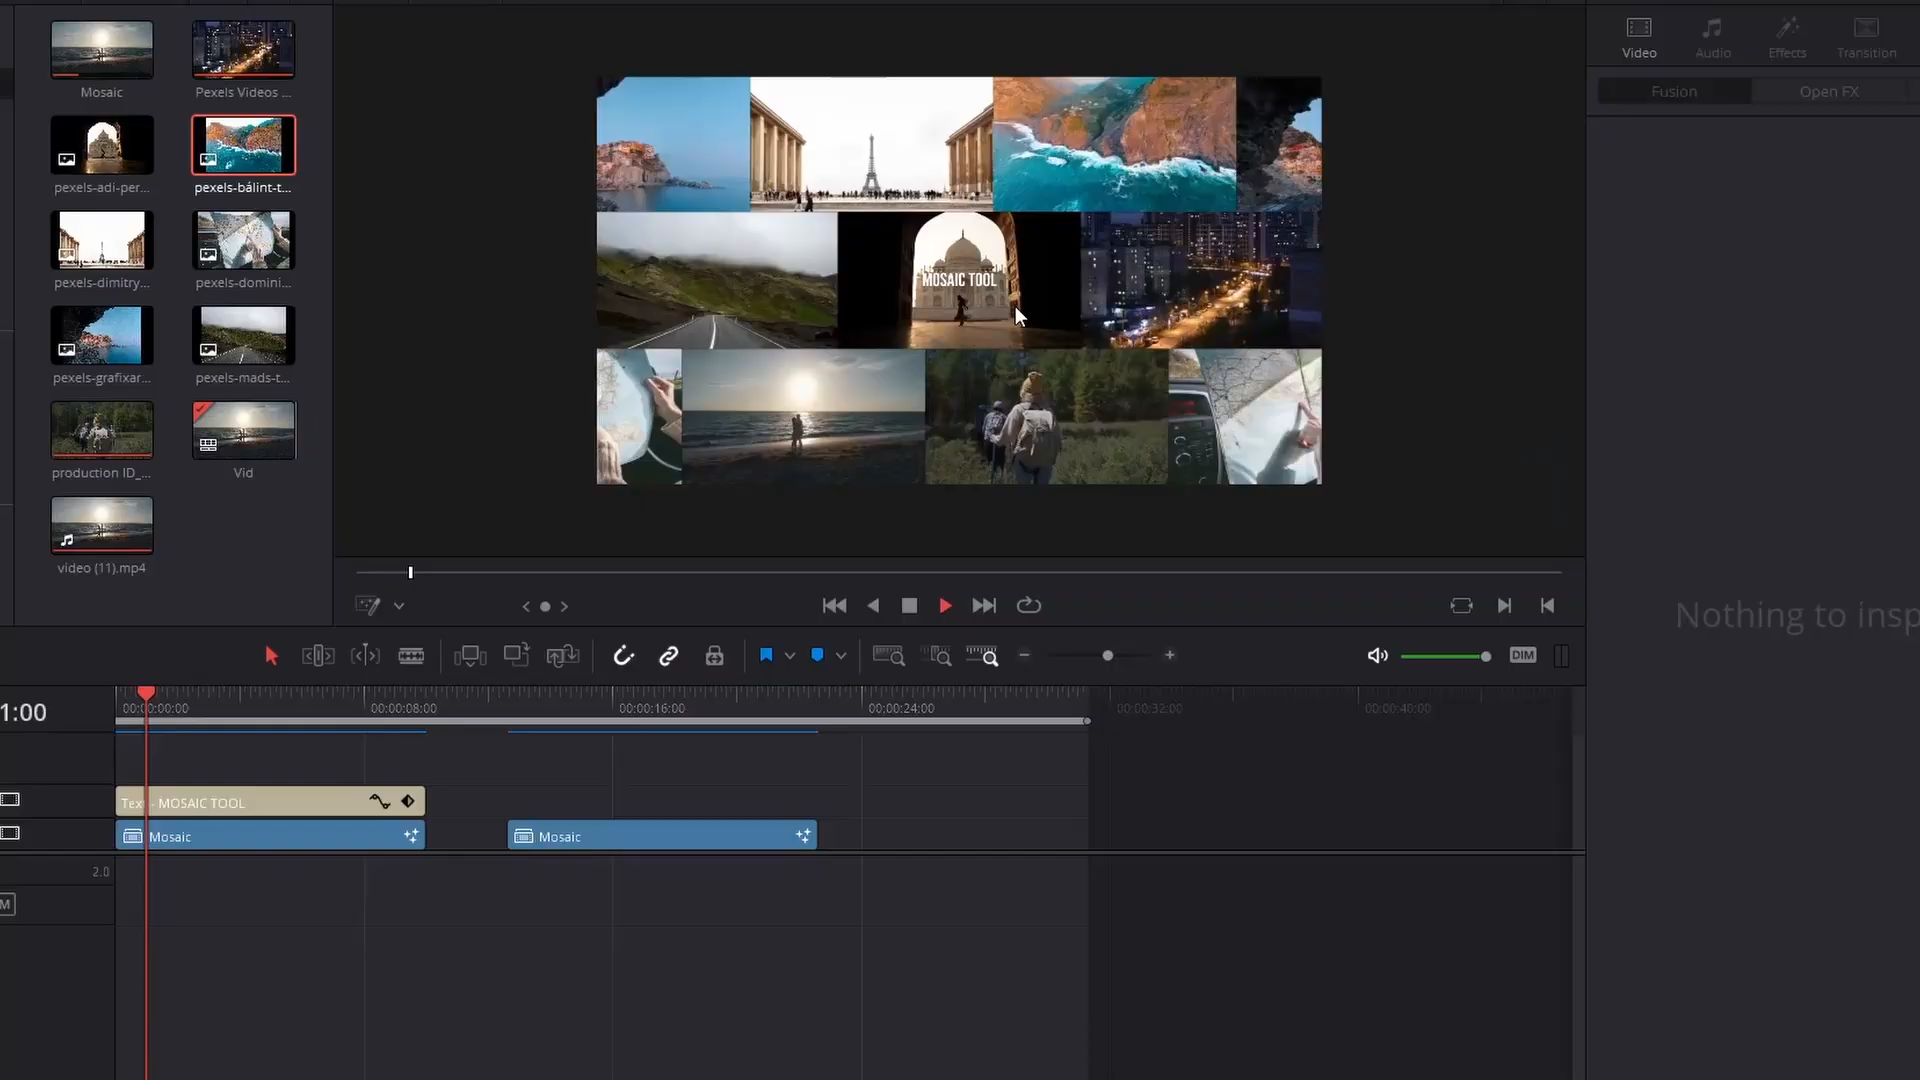 Mosaic
Pexels Videos ...
pexels-adi-per...
pexels-bálint-t...
pexels-dimitry...
pexels-domini...
pexels-grafixar...
pexels-mads-t...
production ID_...
Vid
video (11).mp4
MOSAIC TOOL
Video
Audio
Effects
Transition
Fusion
Open FX
Nothing to insp
DIM
1:00
00:00:00:00
00:00:08:00
00:00:16:00
00:00:24:00
00:00:32:00
00:00:40:00
Text - MOSAIC TOOL
Mosaic
Mosaic
2.0
M